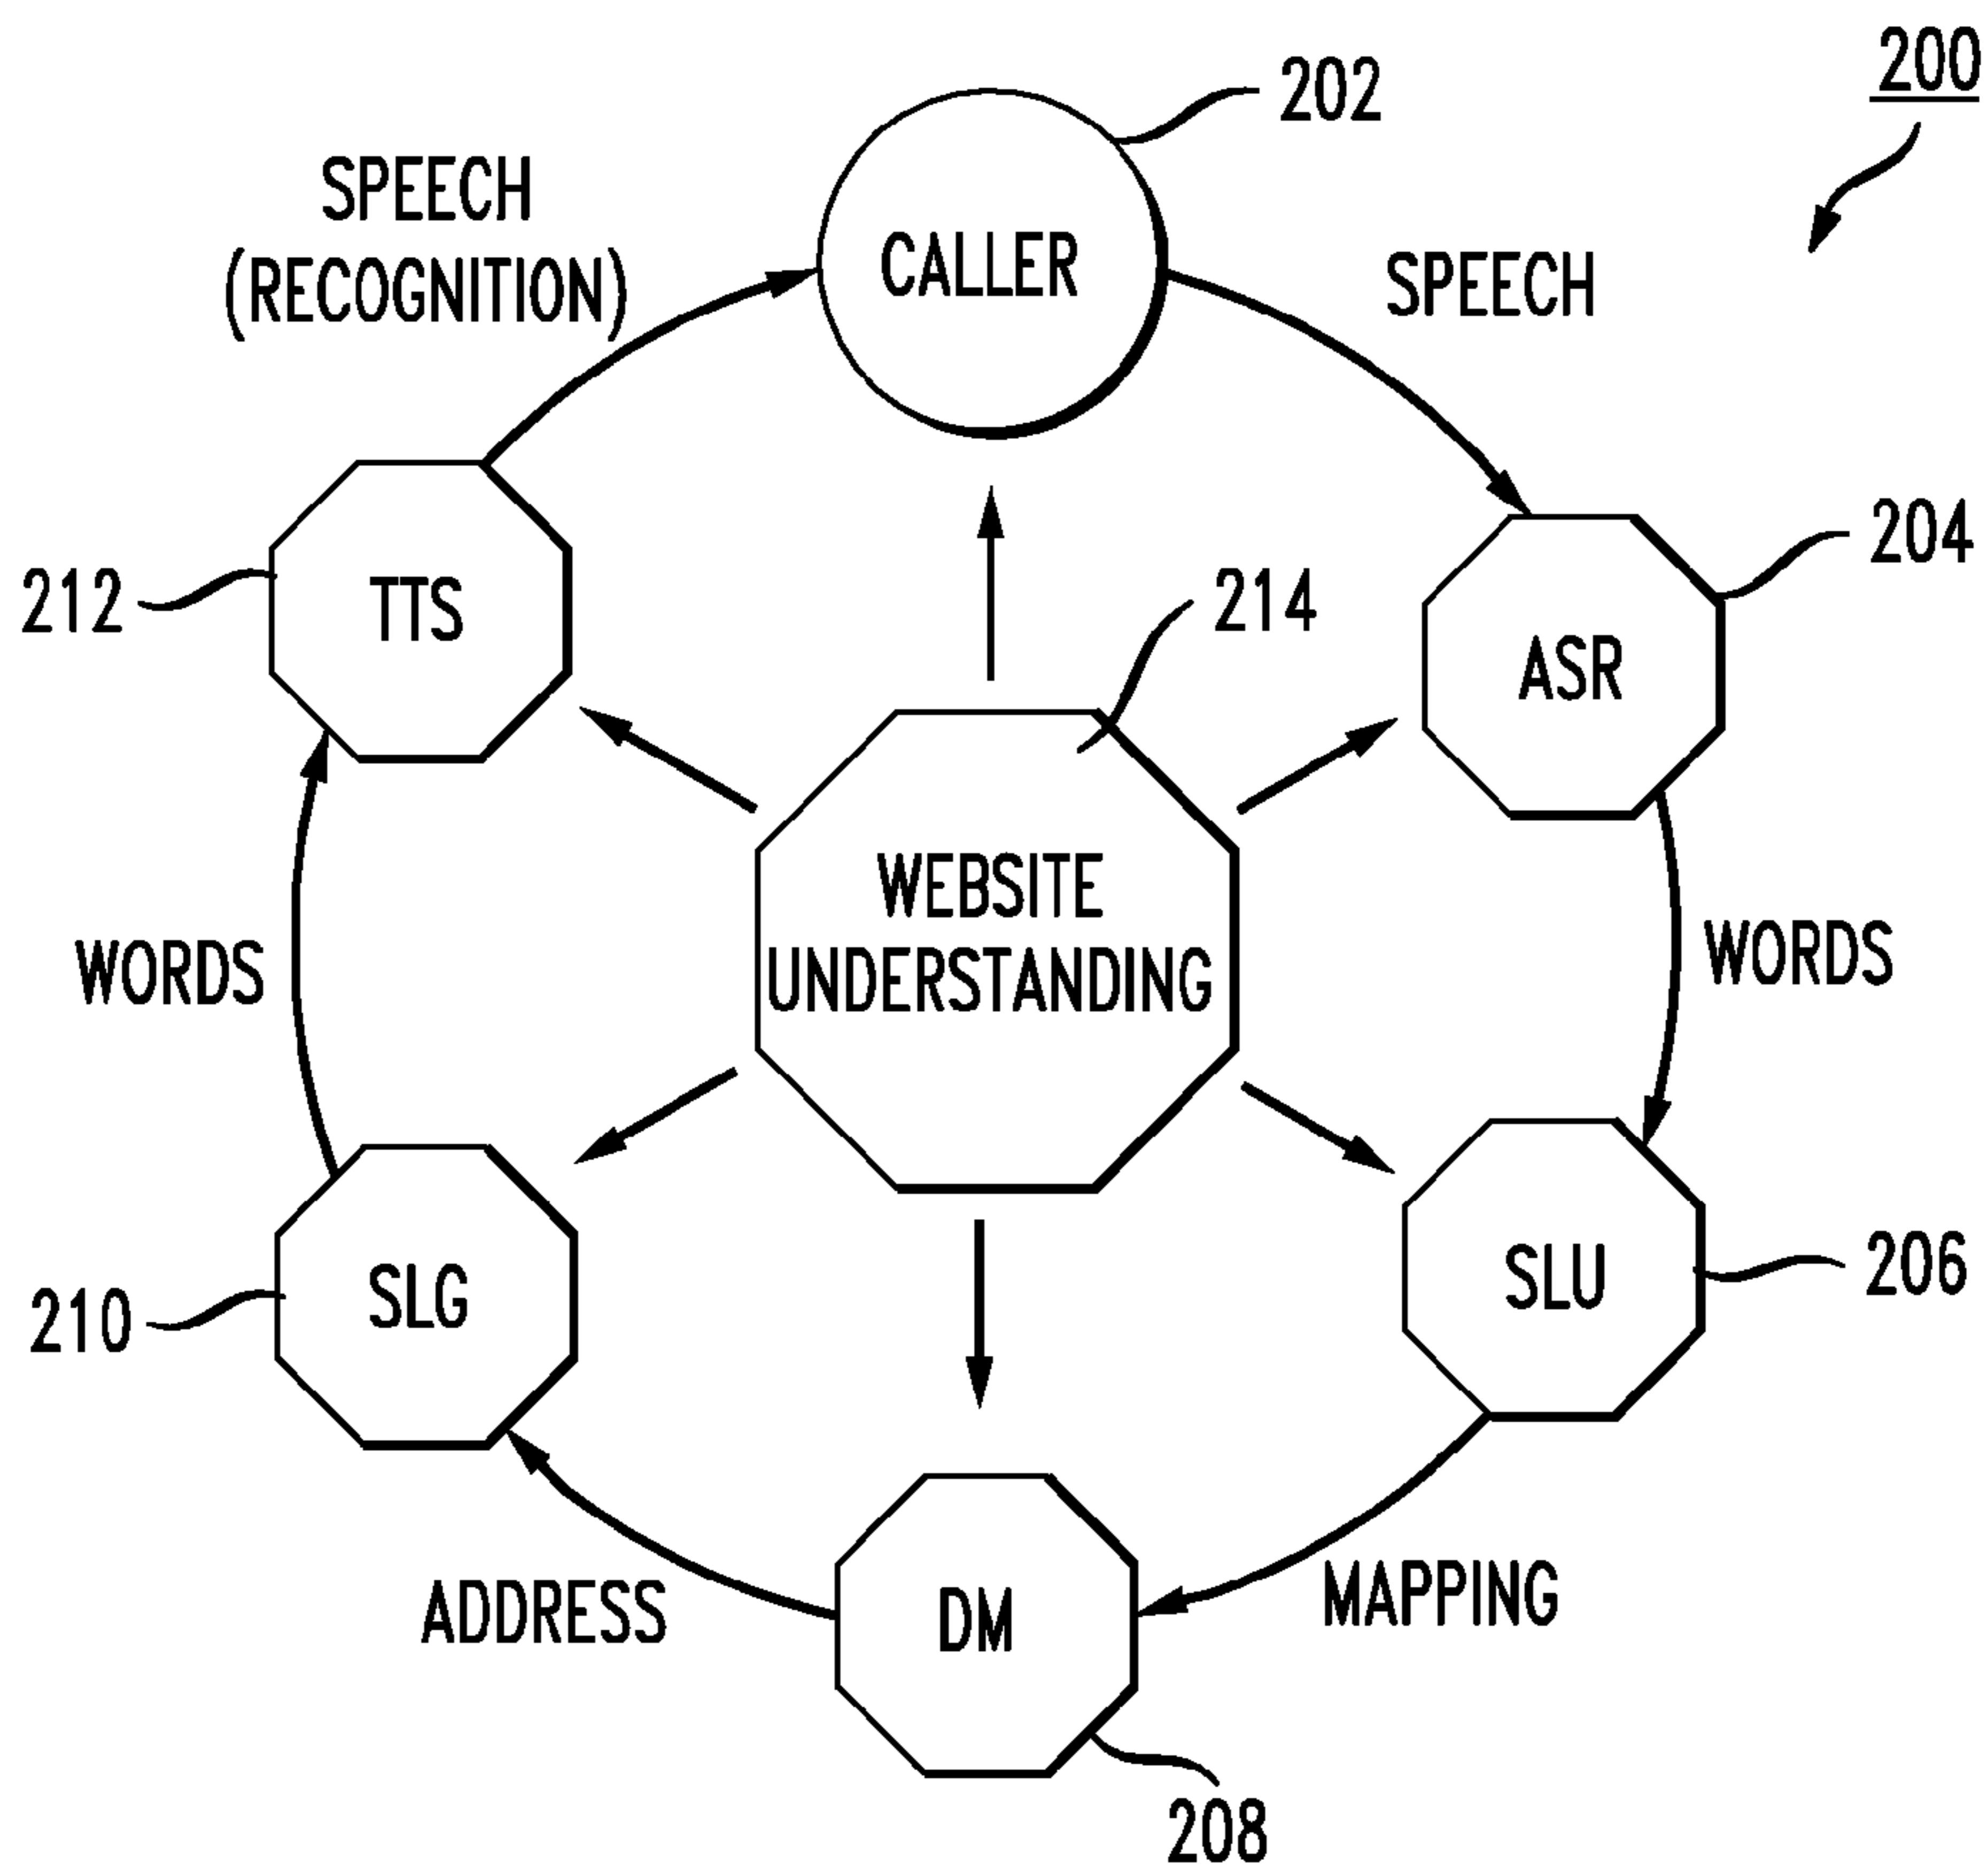 200
202
SPEECH
(RECOGNITION)
CALLER
SPEECH
204
212
TTS
214
ASR
WEBSITE
UNDERSTANDING
WORDS
WORDS
210
SLG
SLU
206
ADDRESS
DM
MAPPING
208